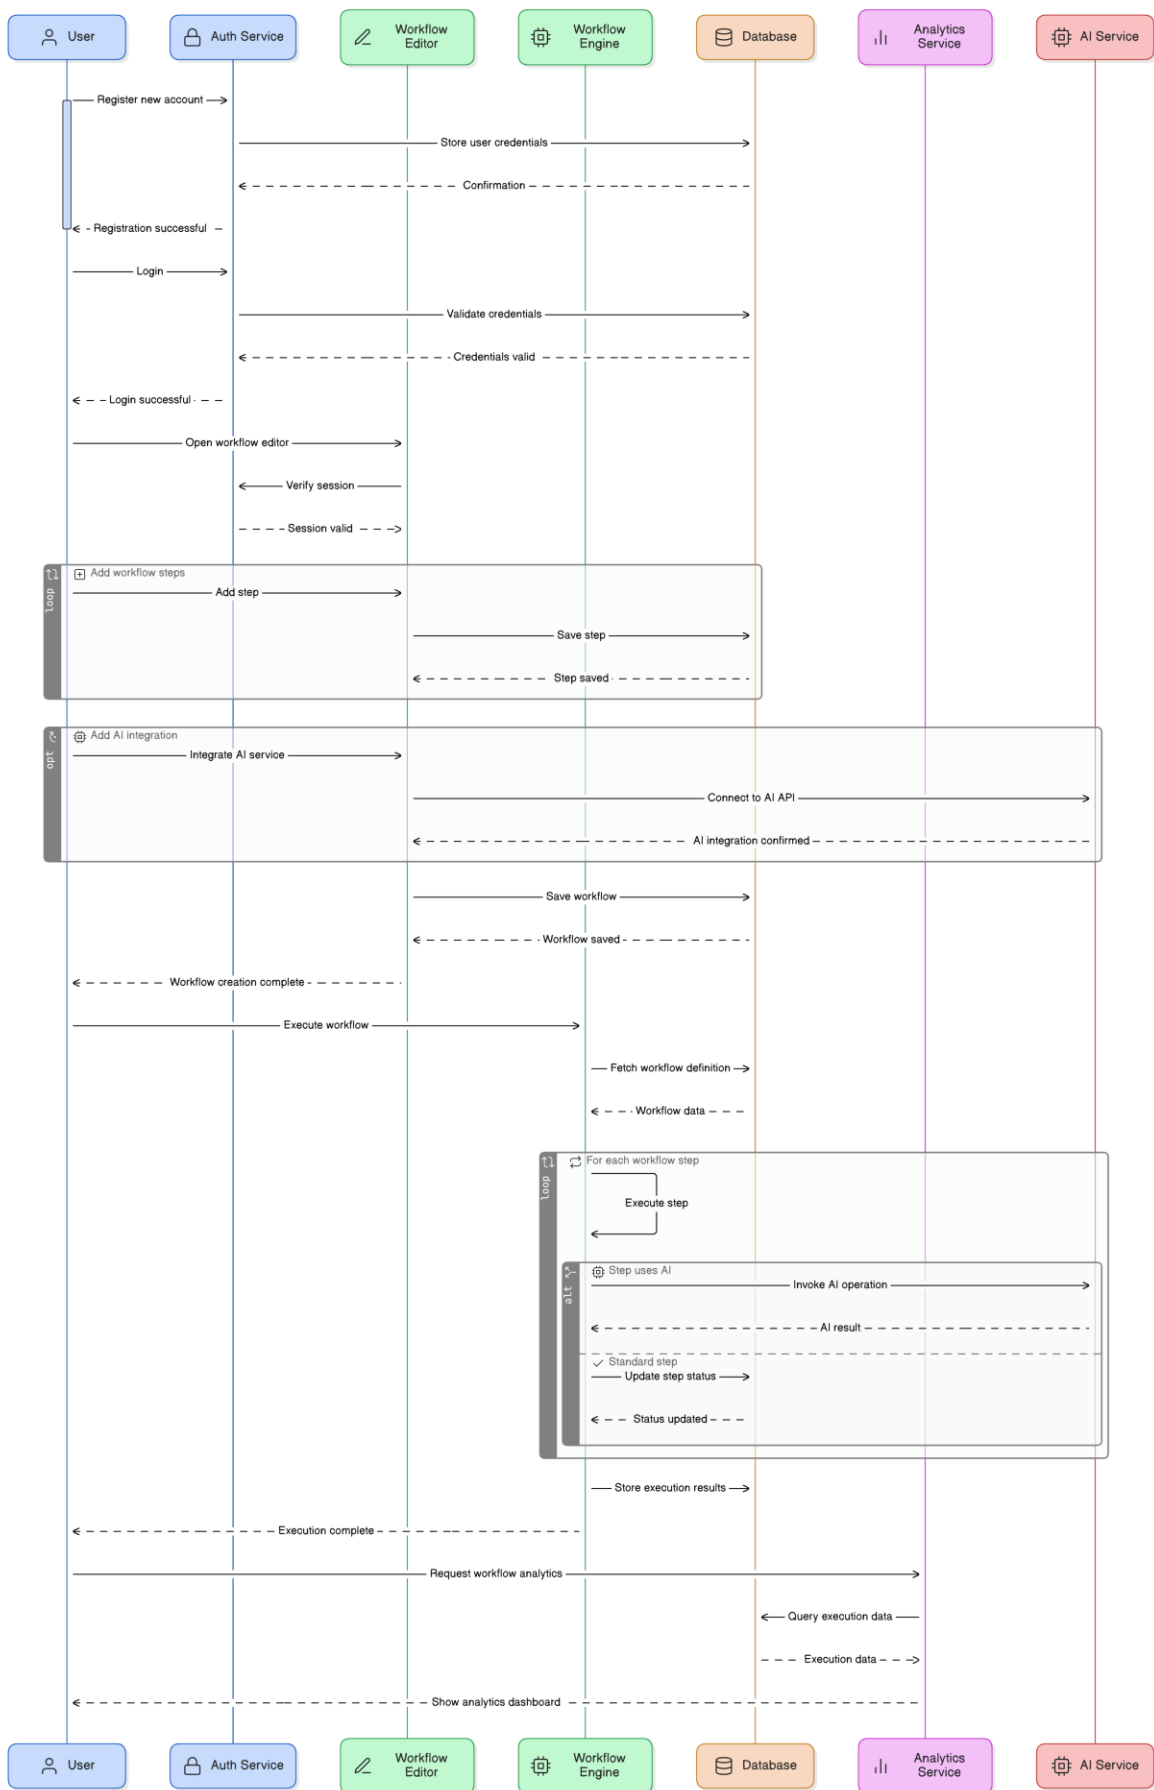 User
Auth Service
Workflow
Editor
Workflow
Engine
Database
Analytics
Service
AI Service
Register new account
Store user credentials
Confirmation
Registration successful
Login
Validate credentials
Credentials valid
Login successful
Open workflow editor
Verify session
Session valid
loop
Add workflow steps
Add step
Save step
Step saved
opt
Add AI integration
Integrate AI service
Connect to AI API
AI integration confirmed
Save workflow
Workflow saved
Workflow creation complete
Execute workflow
Fetch workflow definition
Workflow data
loop
For each workflow step
Execute step
alt
Step uses AI
Invoke AI operation
AI result
Standard step
Update step status
Status updated
Store execution results
Execution complete
Request workflow analytics
Query execution data
Execution data
Show analytics dashboard
User
Auth Service
Workflow
Editor
Workflow
Engine
Database
Analytics
Service
AI Service